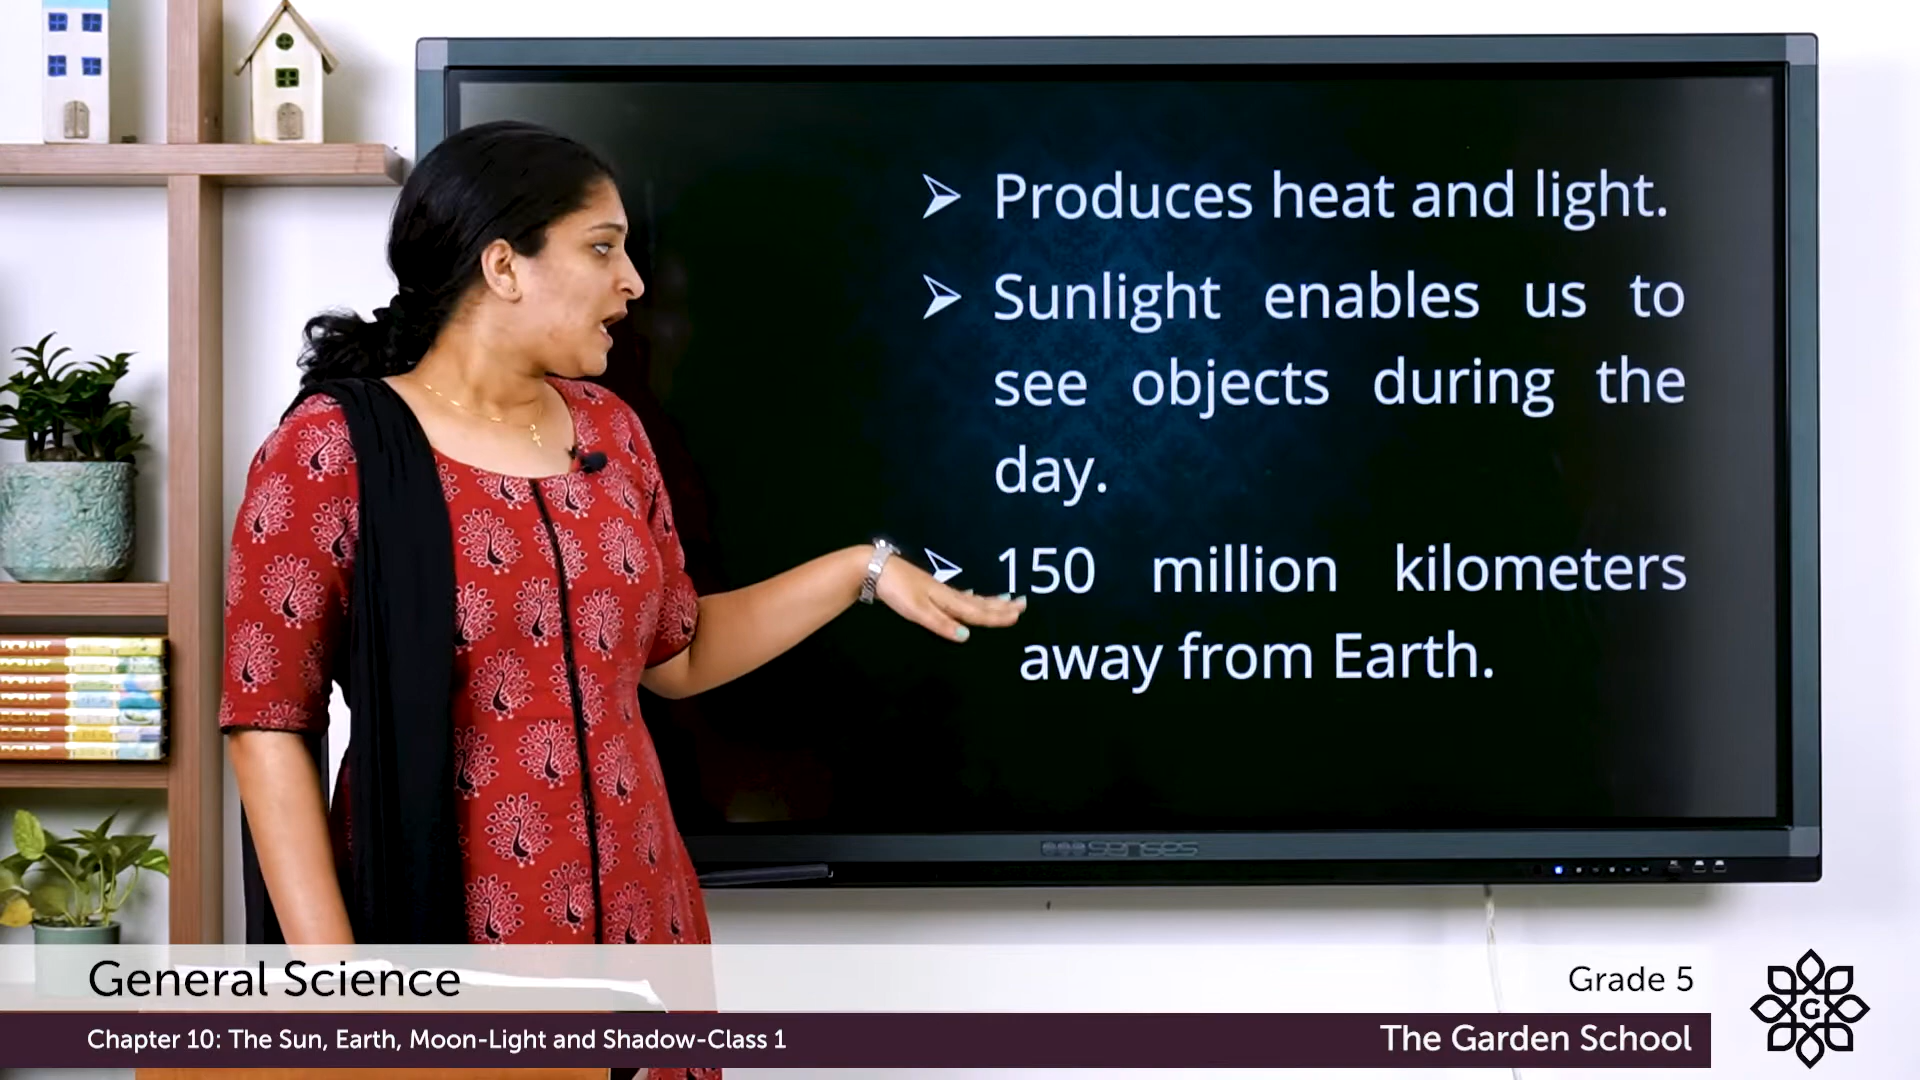 ➢ Produces heat and light.
➢ Sunlight enables us to
see objects during the
day.
➢ 150 million kilometers
away from Earth.
senses
General Science
Grade 5
Chapter 10: The Sun, Earth, Moon-Light and Shadow-Class 1
The Garden School
G